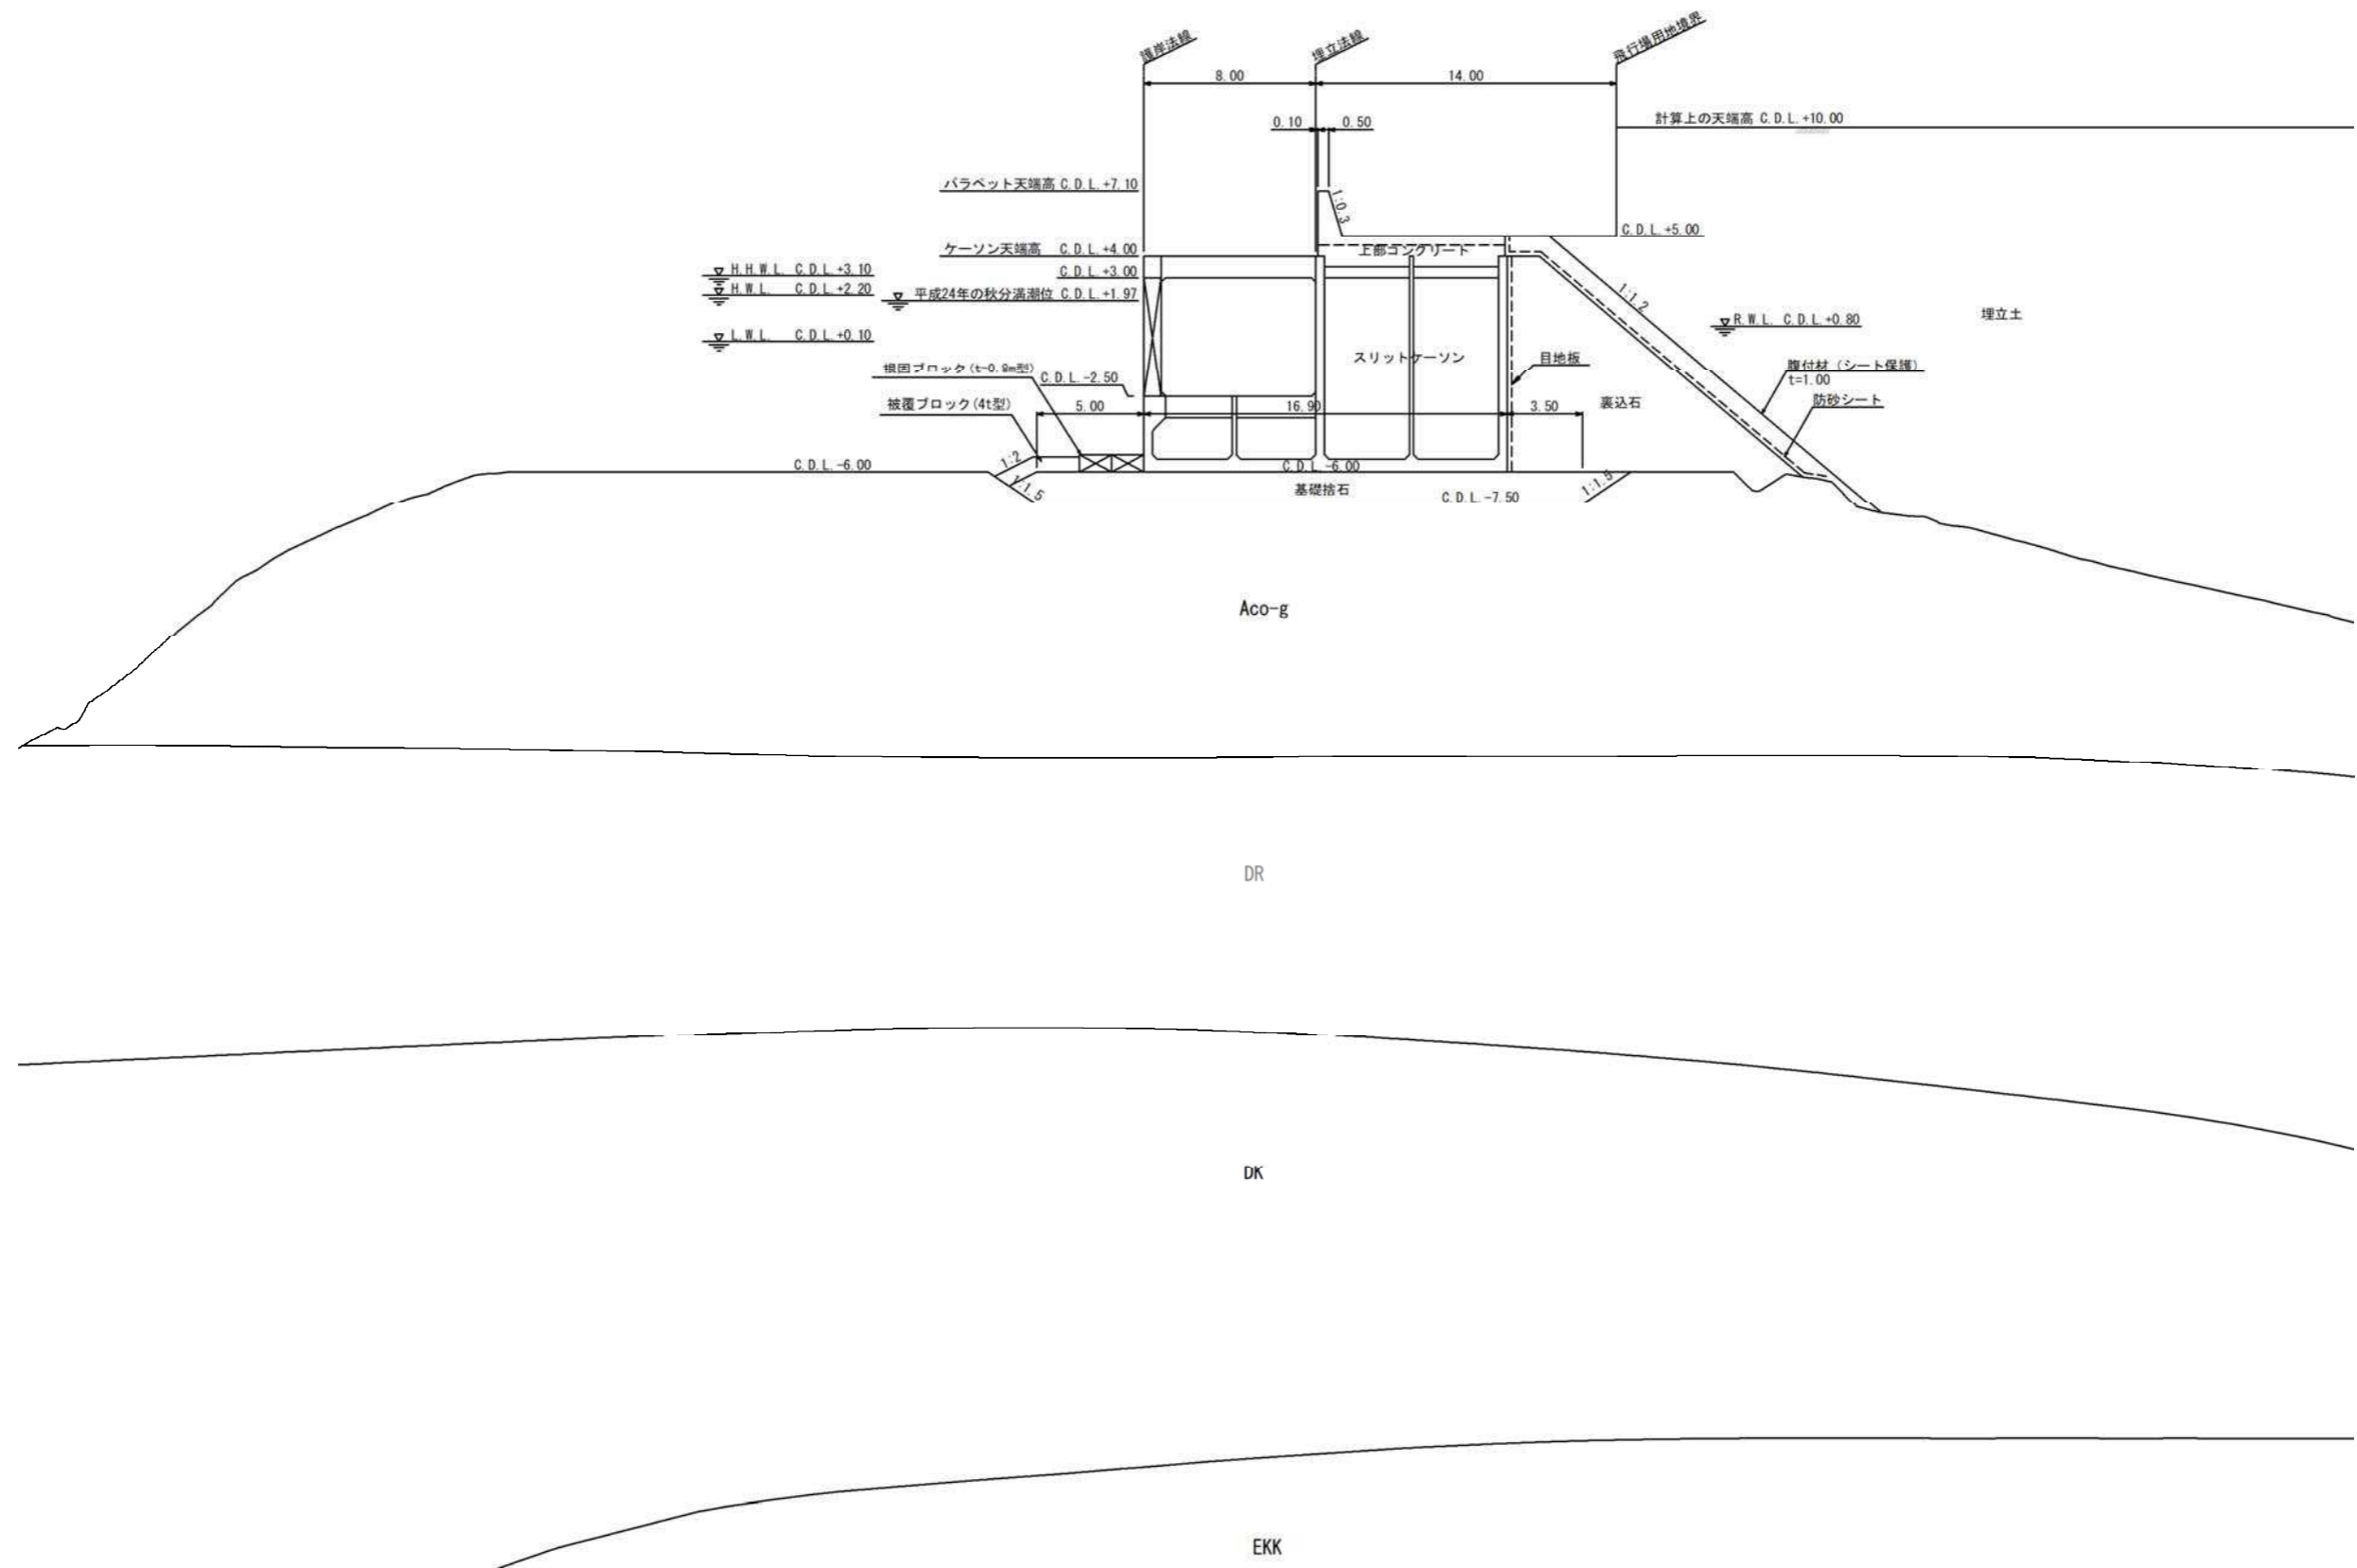 護岸法線
埋立法線
飛行場用地境界
8.00
14.00
計算上の天端高 C.D.L.+10.00
0.10
0.50
パラペット天端高 C.D.L.+7.10
1:0.3
C.D.L.+5.00
ケーソン天端高 C.D.L.+4.00
上部コンクリート
H.H.W.L. C.D.L.+3.10
C.D.L.+3.00
H.W.L. C.D.L.+2.20
平成24年の秋分満潮位 C.D.L.+1.97
1:1.2
埋立土
R.W.L. C.D.L.+0.80
L.W.L. C.D.L.+0.10
スリットケーソン
目地板
根固ブロック(t=0.8m型)
C.D.L.-2.50
腹付材(シート保護)
t=1.00
被覆ブロック(4t型)
5.00
16.90
3.50
裏込石
防砂シート
1:2
C.D.L.-6.00
C.D.L.-6.00
1:1.5
基礎捨石
C.D.L.-7.50
1:1.5
Aco-g
DR
DK
EKK